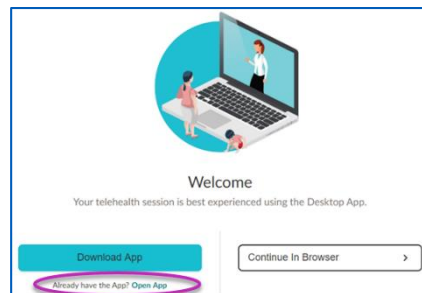 Welcome
Your telehealth session is best experienced using the Desktop App.
Download App
Continue In Browser >
Already have the App? Open App